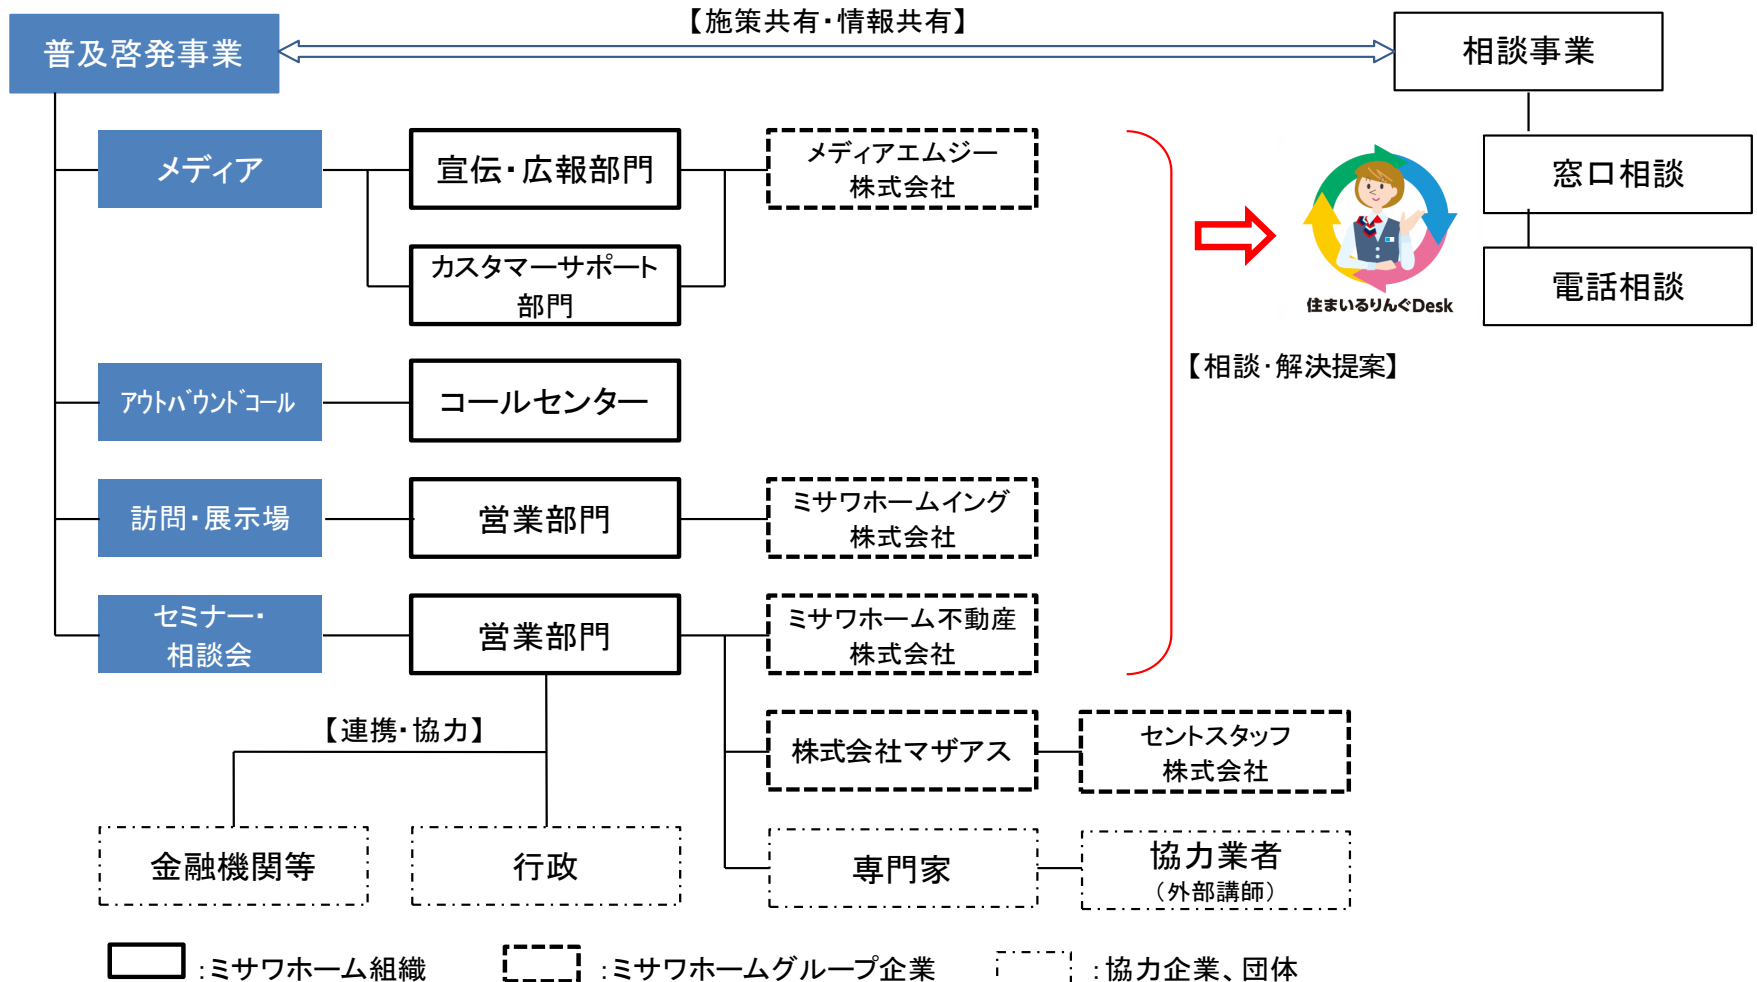 【施策共有・情報共有】
普及啓発事業
相談事業
メディア
宣伝・広報部門
メディアエムジー
株式会社
窓口相談
カスタマーサポート
部門
電話相談
住まいるりんぐDesk
【相談・解決提案】
アウトバウンドコール
コールセンター
訪問・展示場
営業部門
ミサワホームイング
株式会社
セミナー・
相談会
営業部門
ミサワホーム不動産
株式会社
【連携・協力】
株式会社マザアス
セントスタッフ
株式会社
金融機関等
行政
専門家
協力業者
（外部講師）
：ミサワホーム組織
：ミサワホームグループ企業
：協力企業、団体